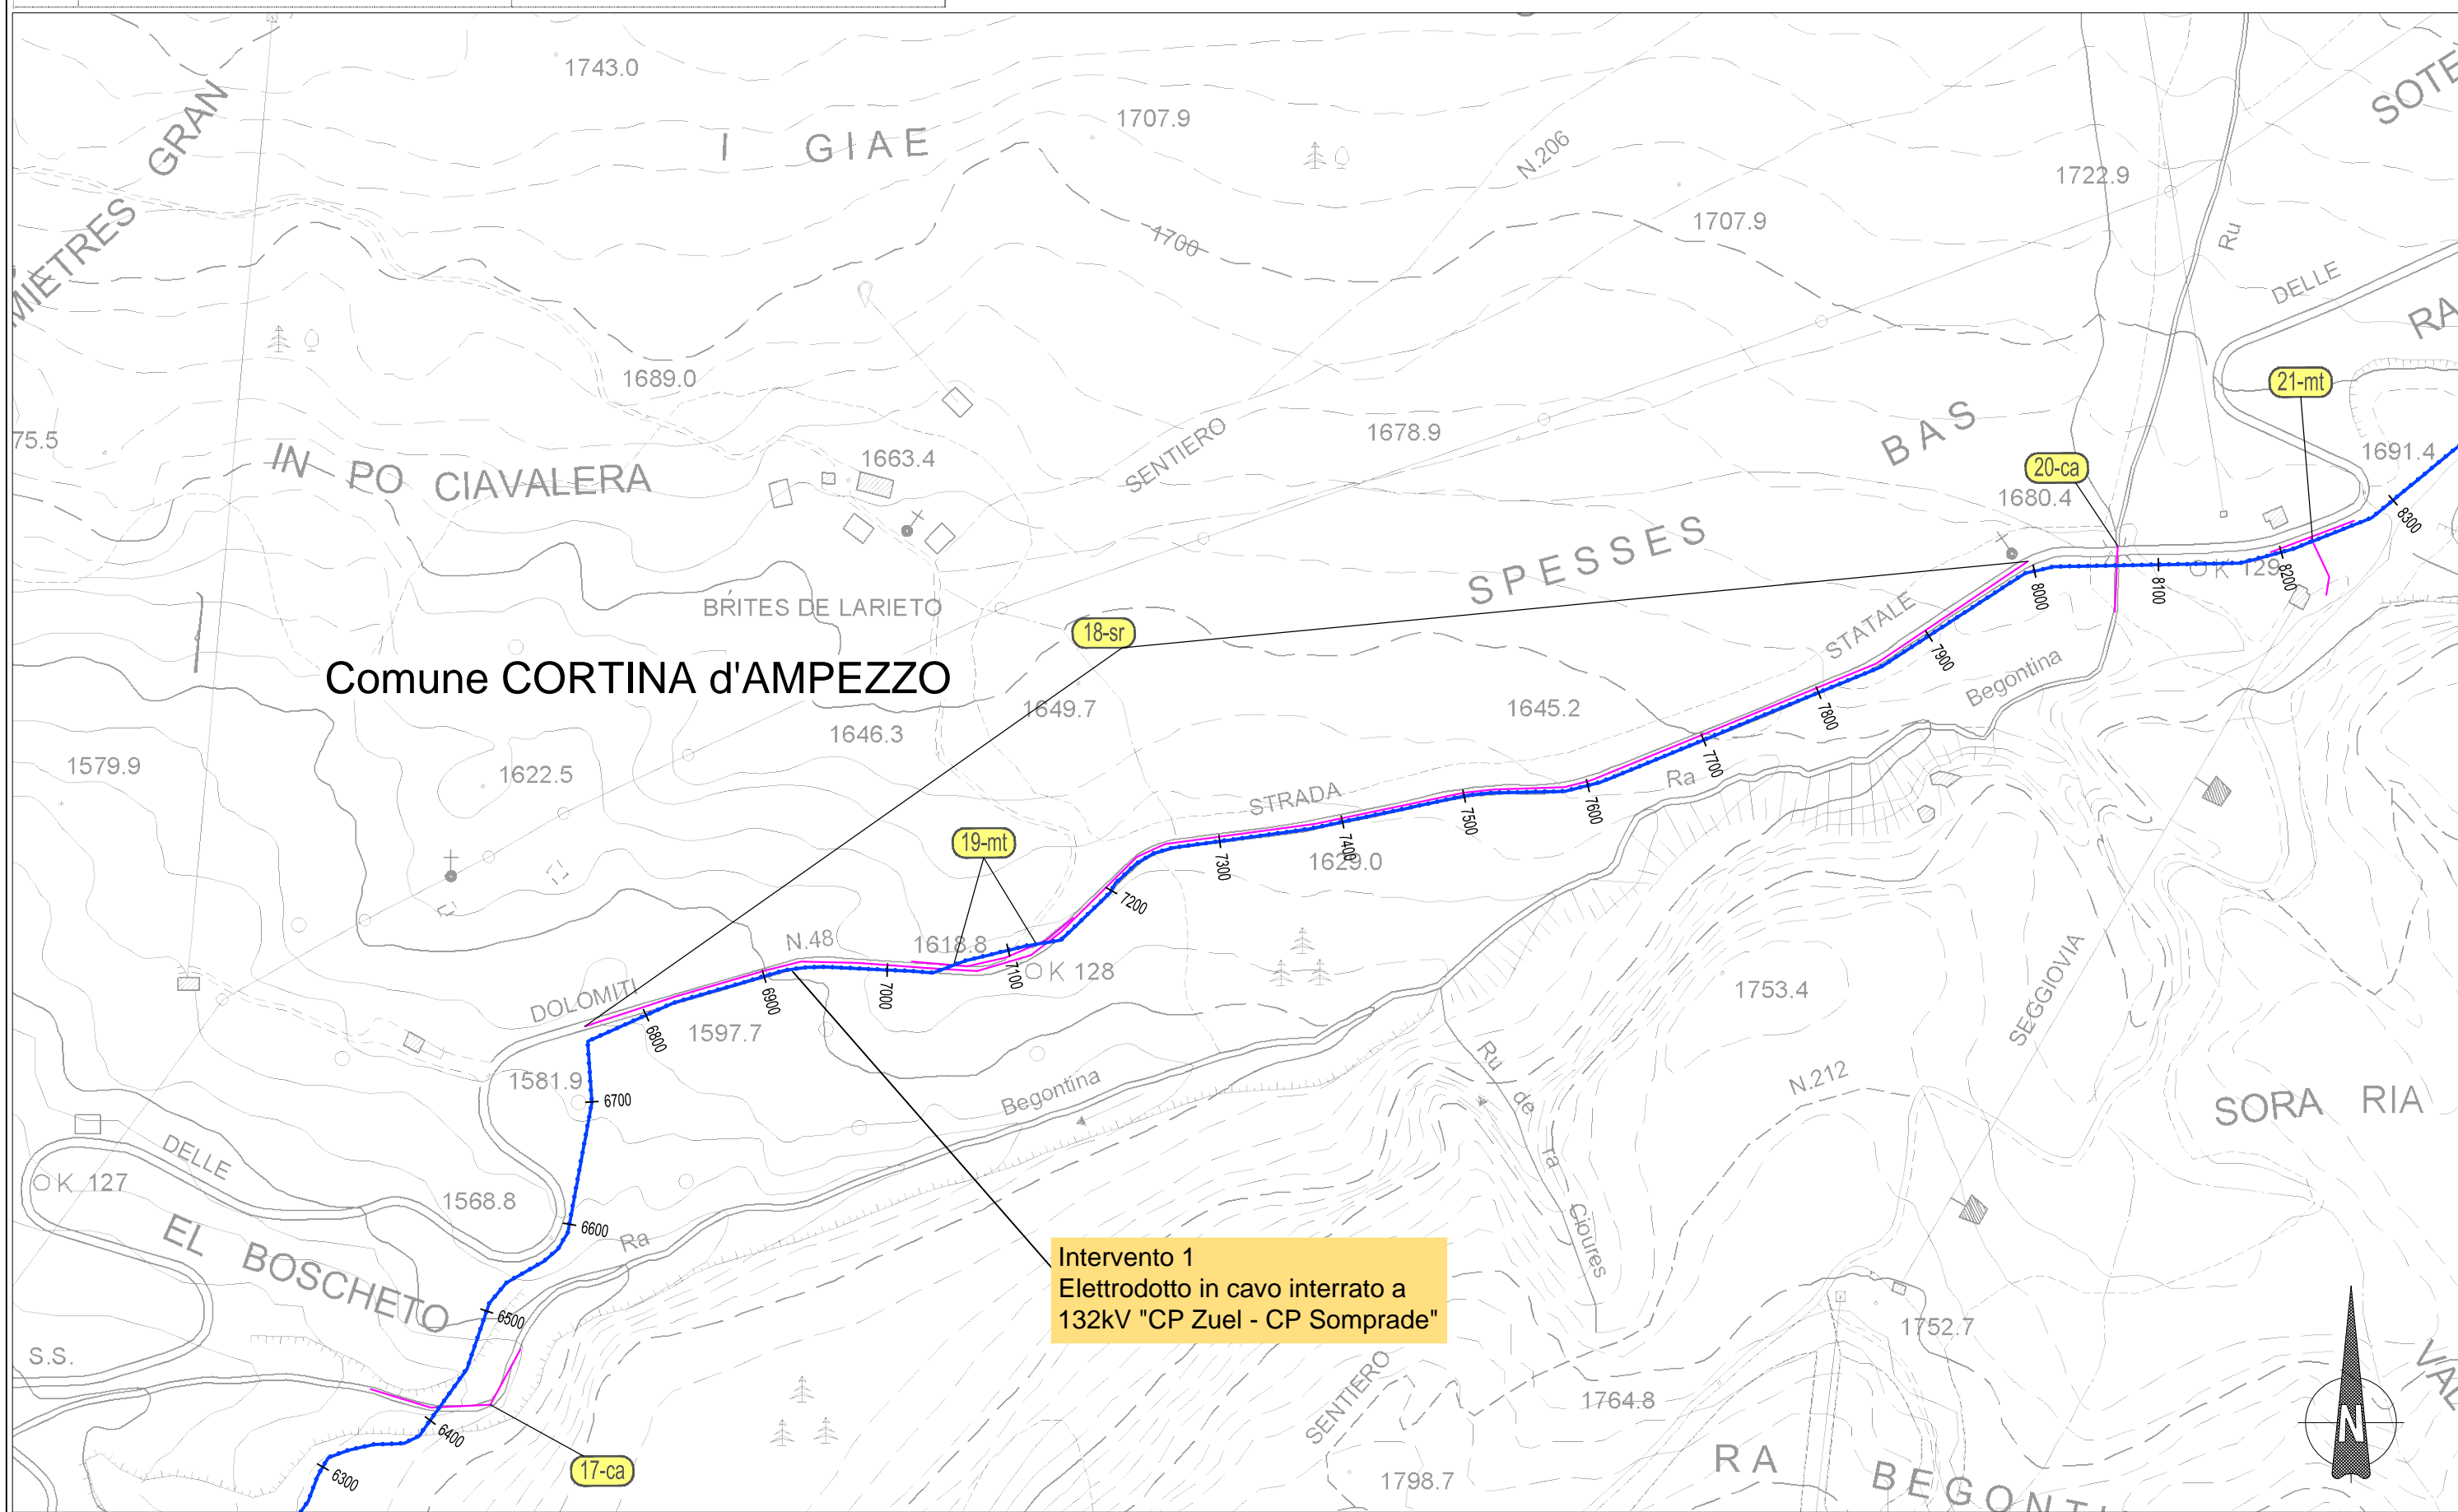 1743.0
GRAN
I GIAE
1707.9
N.206
SOTE
1722.9
1707.9
MIETRES
1700
Ru
DELLE
RA
1689.0
21-mt
75.5
IN PO CIAVALERA
1663.4
SENTIERO
1678.9
BAS
20-ca
1691.4
1680.4
8300
SPESSES
BRITES DE LARIETO
18-sr
STATALE
8000
8100
K 129
8200
Comune CORTINA d'AMPEZZO
7900
Begontina
1649.7
1645.2
7800
1646.3
1579.9
1622.5
7700
Ra
STRADA
7600
7500
7400
19-mt
7300
1629.0
7200
N.48
1618.8
7100
K 128
7000
6900
DOLOMITI
6800
1597.7
1753.4
SEGGIOVIA
1581.9
6700
Begontina
Ru de ra Cioures
N.212
SORA RIA
DELLE
K 127
1568.8
6600
Ra
EL BOSCHETO
6500
Intervento 1
Elettrodotto in cavo interrato a
132kV "CP Zuel - CP Somprade"
S.S.
1752.7
SENTIERO
1764.8
VAL
6400
6300
17-ca
1798.7
RA BEGONTI
N